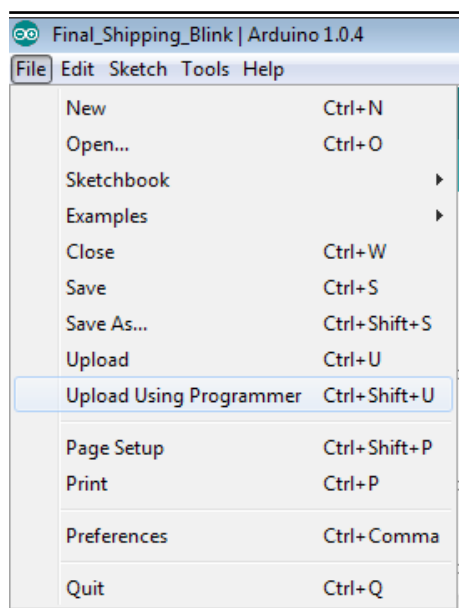 Final_Shipping_Blink | Arduino 1.0.4
File Edit Sketch Tools Help
New Ctrl+N
Open... Ctrl+O
Sketchbook
Examples
Close Ctrl+W
Save Ctrl+S
Save As... Ctrl+Shift+S
Upload Ctrl+U
Upload Using Programmer Ctrl+Shift+U
Page Setup Ctrl+Shift+P
Print Ctrl+P
Preferences Ctrl+Comma
Quit Ctrl+Q